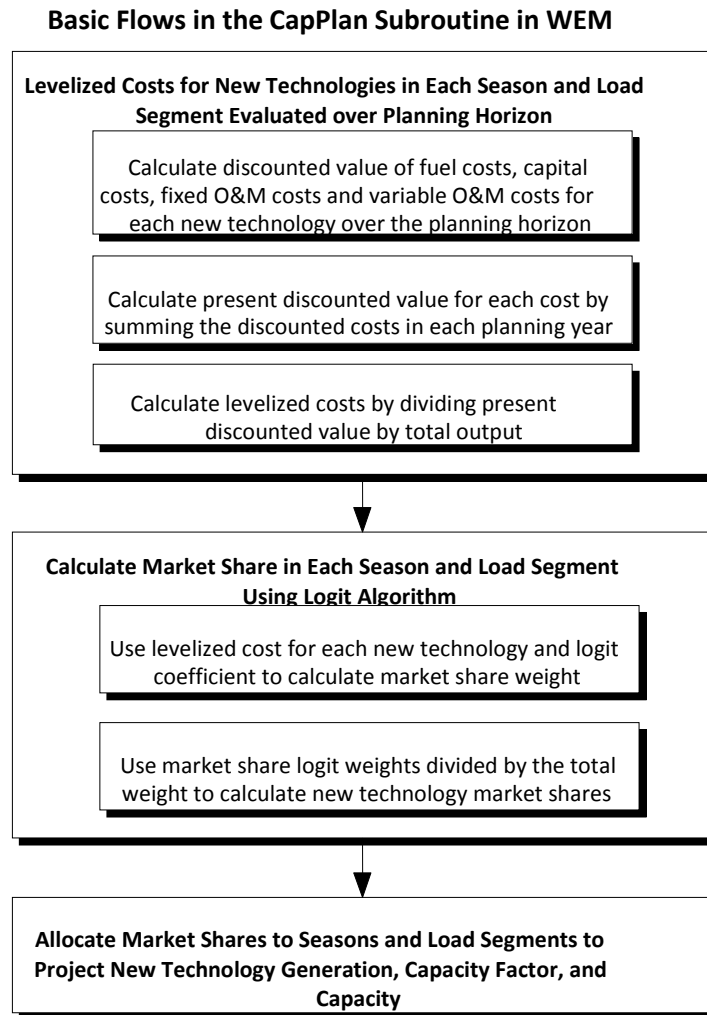 Basic Flows in the CapPlan Subroutine in WEM
Levelized Costs for New Technologies in Each Season and Load
Segment Evaluated over Planning Horizon
Calculate discounted value of fuel costs, capital
costs, fixed O&M costs and variable O&M costs for
each new technology over the planning horizon
Calculate present discounted value for each cost by
summing the discounted costs in each planning year
Calculate levelized costs by dividing present
discounted value by total output
Calculate Market Share in Each Season and Load Segment
Using Logit Algorithm
Use levelized cost for each new technology and logit
coefficient to calculate market share weight
Use market share logit weights divided by the total
weight to calculate new technology market shares
Allocate Market Shares to Seasons and Load Segments to
Project New Technology Generation, Capacity Factor, and
Capacity